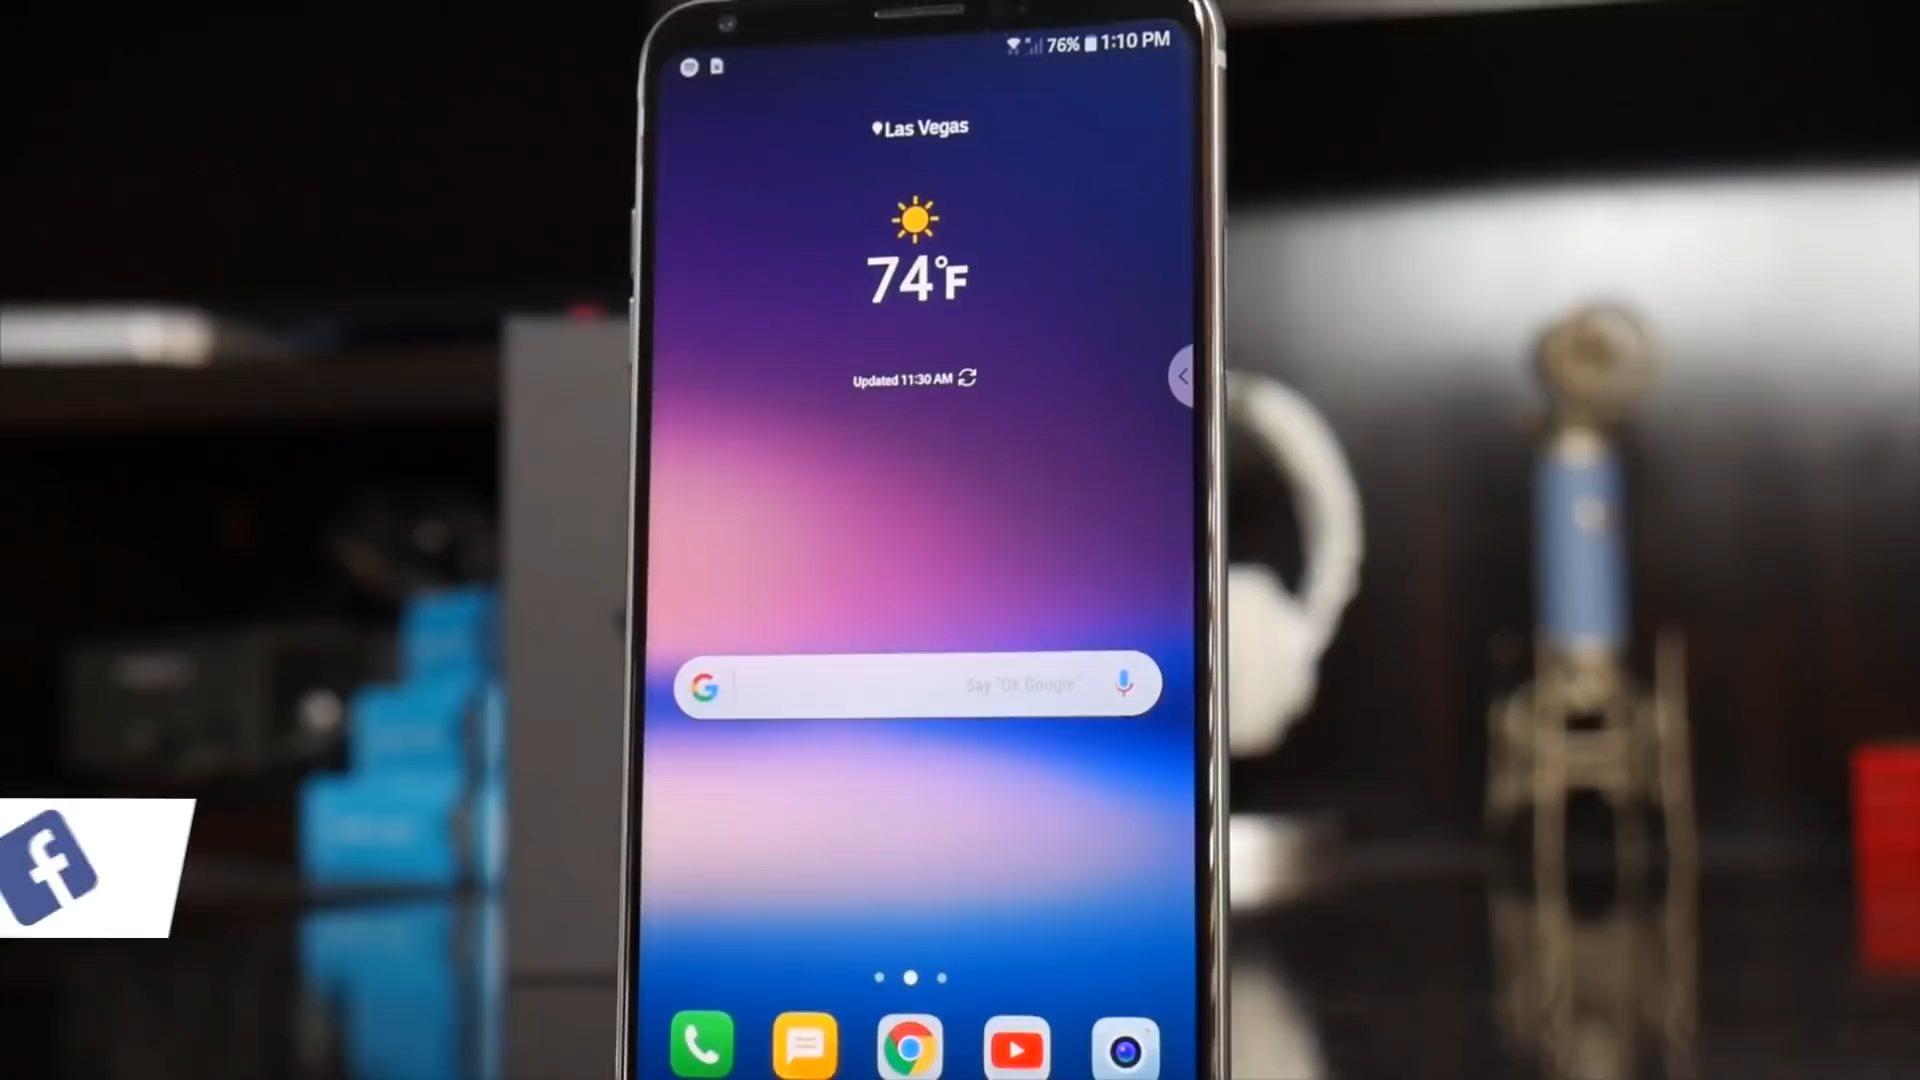 76% 1:10 PM
Las Vegas
74°F
Updated 11:30 AM
Say "Ok Google"